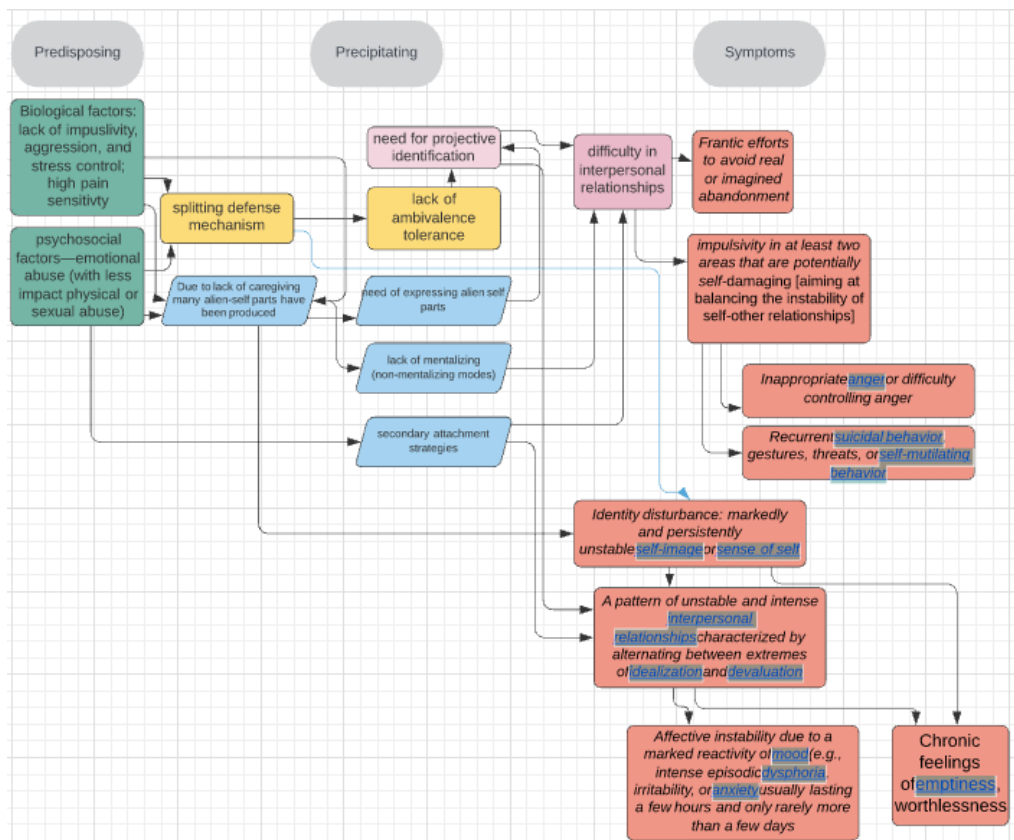 Predisposing
Precipitating
Symptoms
Biological factors:
lack of impuslivity,
aggression, and
stress control;
high pain
sensitivty
psychosocial
factors—emotional
abuse (with less
impact physical or
sexual abuse)
splitting defense
mechanism
Due to lack of caregiving
many alien-self parts have
been produced
need for projective
identification
lack of
ambivalence
tolerance
need of expressing alien self
parts
lack of mentalizing
(non-mentalizing modes)
secondary attachment
strategies
difficulty in
interpersonal
relationships
Frantic efforts
to avoid real
or imagined
abandonment
impulsivity in at least two
areas that are potentially
self-damaging [aiming at
balancing the instability of
self-other relationships]
Inappropriate anger or difficulty
controlling anger
Recurrent suicidal behavior,
gestures, threats, or self-mutilating
behavior
Identity disturbance: markedly
and persistently
unstable self-image or sense of self
A pattern of unstable and intense
interpersonal
relationships characterized by
alternating between extremes
of idealization and devaluation
Affective instability due to a
marked reactivity of mood (e.g.,
intense episodic dysphoria,
irritability, or anxiety usually lasting
a few hours and only rarely more
than a few days
Chronic
feelings
of emptiness,
worthlessness